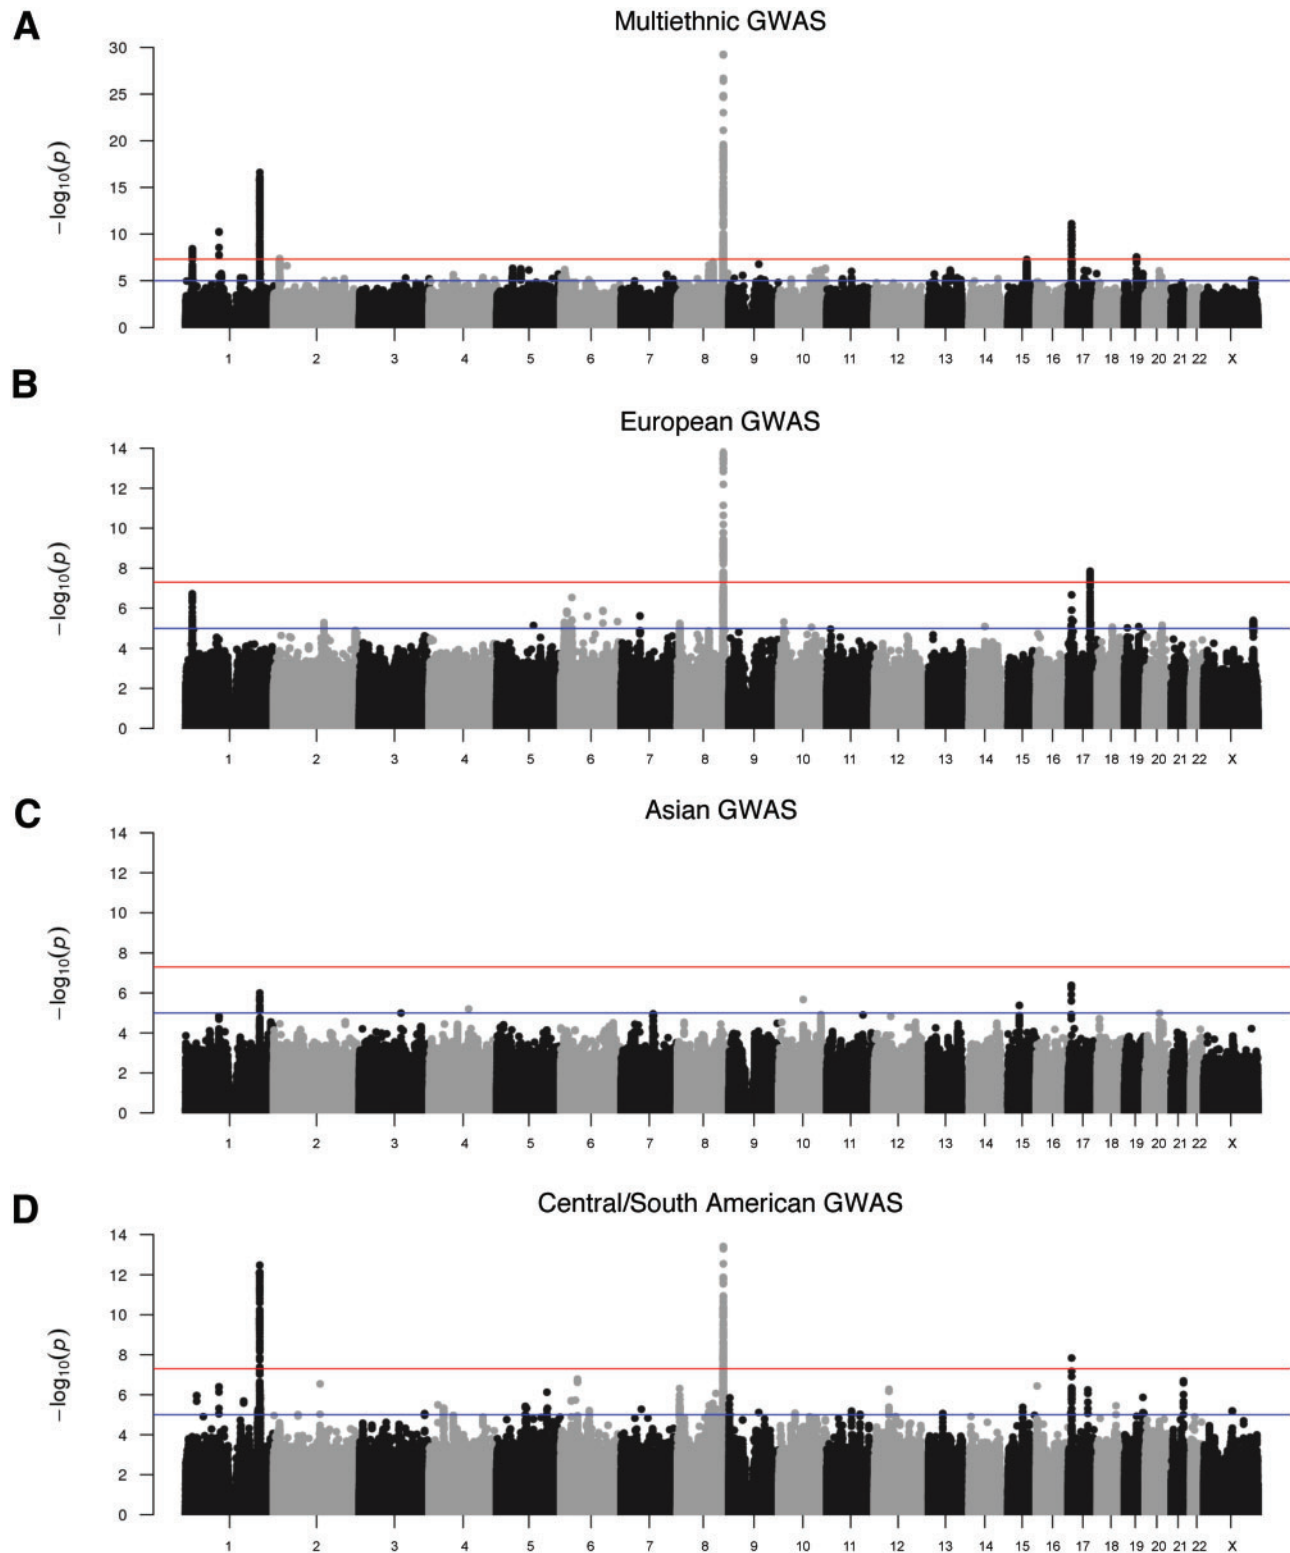 A
Multiethnic GWAS
30
25
20
15
10
5
0
−log10(p)
1 2 3 4 5 6 7 8 9 10 11 12 13 14 15 16 17 18 19 20 21 22 X
B
European GWAS
14
12
10
8
6
4
2
0
−log10(p)
1 2 3 4 5 6 7 8 9 10 11 12 13 14 15 16 17 18 19 20 21 22 X
C
Asian GWAS
14
12
10
8
6
4
2
0
−log10(p)
1 2 3 4 5 6 7 8 9 10 11 12 13 14 15 16 17 18 19 20 21 22 X
D
Central/South American GWAS
14
12
10
8
6
4
2
0
−log10(p)
1 2 3 4 5 6 7 8 9 10 11 12 13 14 15 16 17 18 19 20 21 22 X